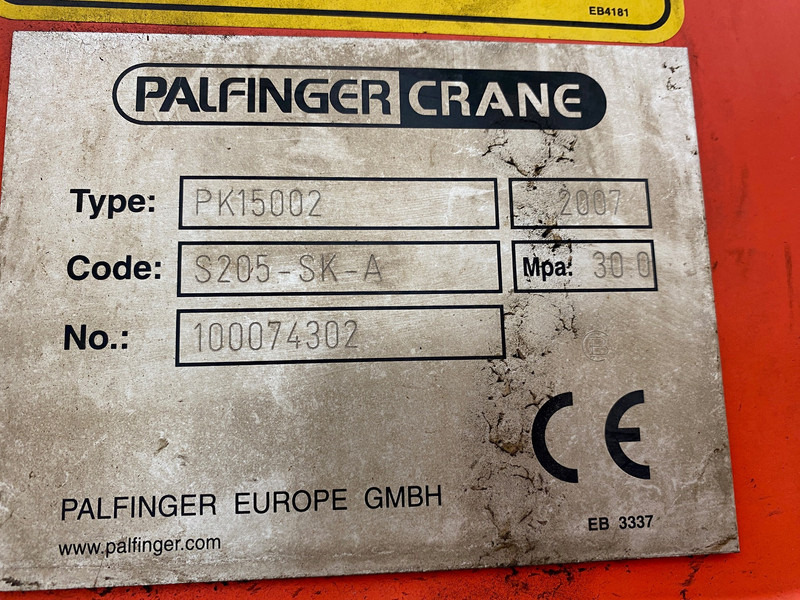 EB4181
PALFINGER CRANE
Type: PK15002 2007
Code: S205-SK-A Mpa: 30.0
No.: 100074302
CE
PALFINGER EUROPE GMBH
EB 3337
www.palfinger.com